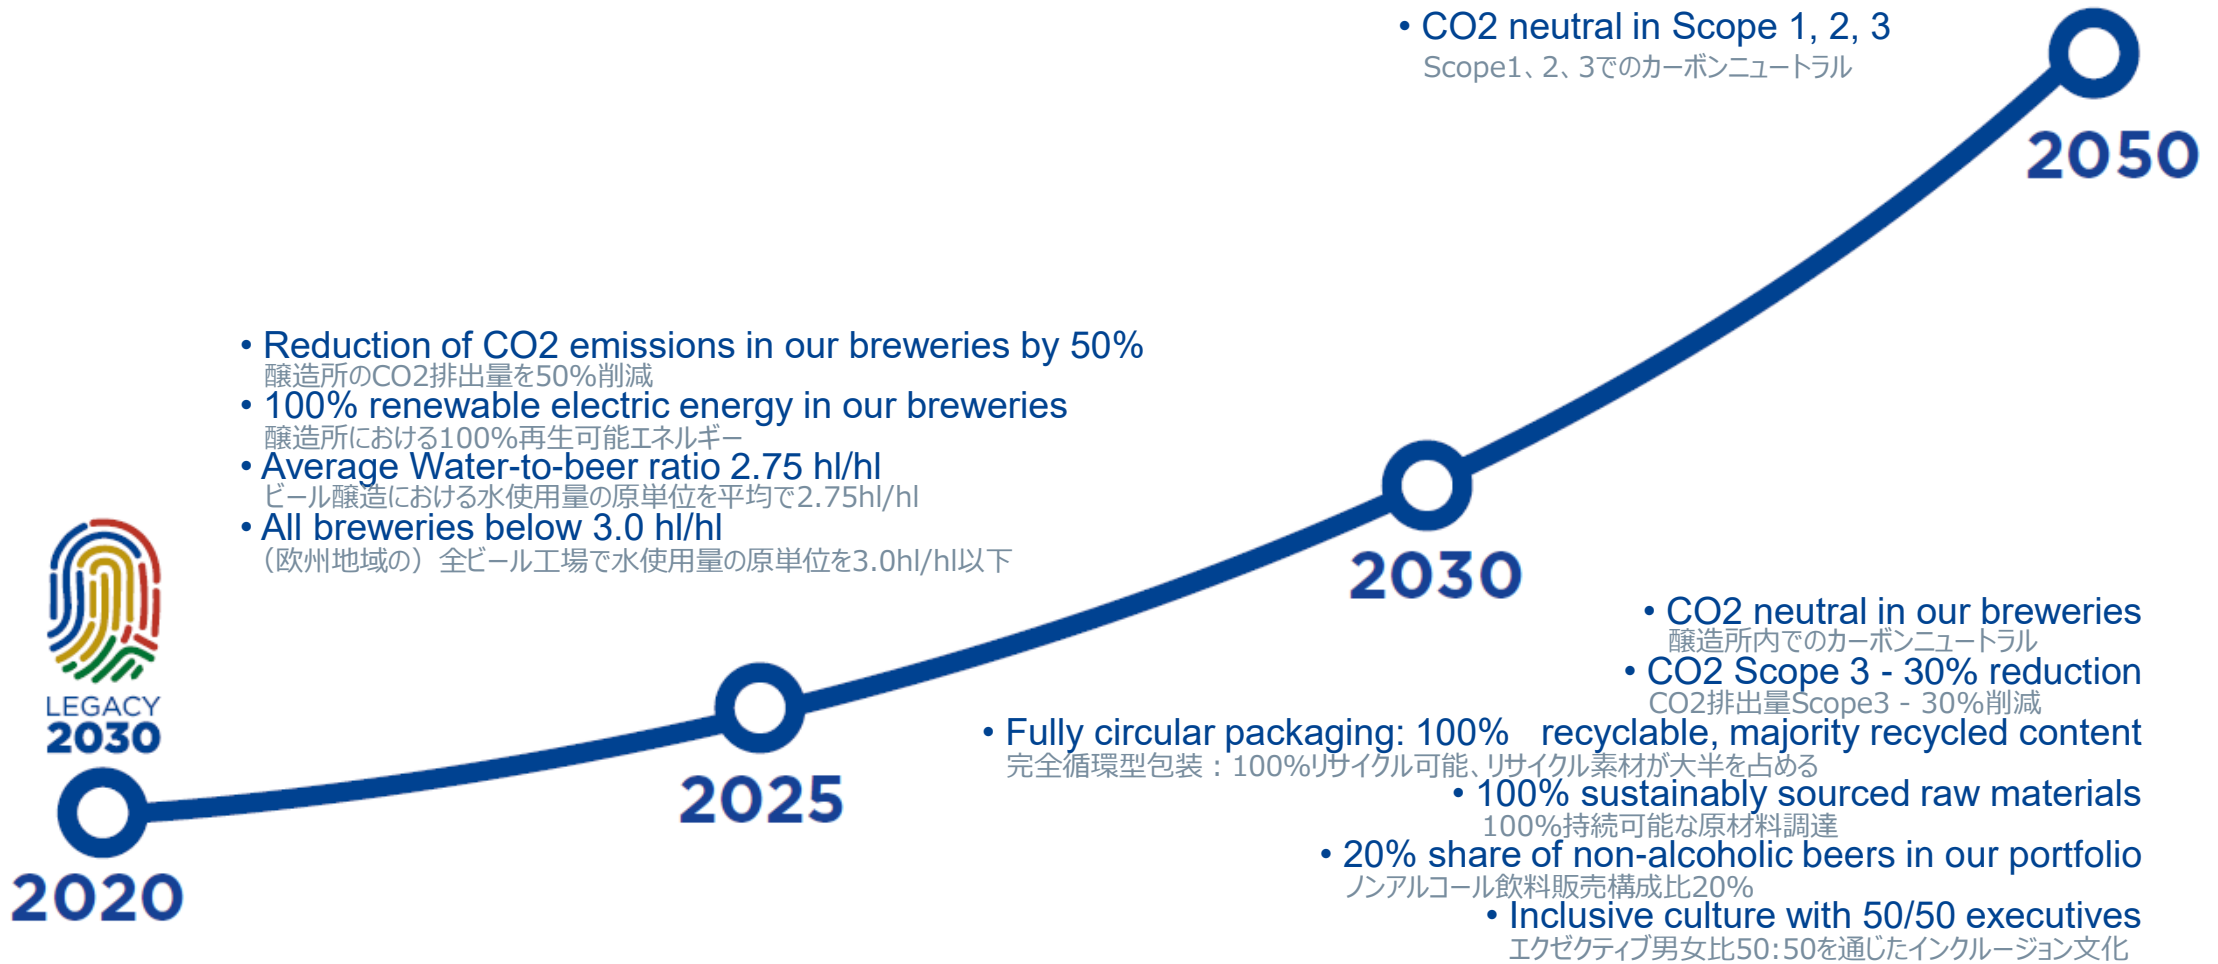 • CO2 neutral in Scope 1, 2, 3
Scope1、2、3でのカーボンニュートラル
2050
• Reduction of CO2 emissions in our breweries by 50%
醸造所のCO2排出量を50%削減
• 100% renewable electric energy in our breweries
醸造所における100%再生可能エネルギー
• Average Water-to-beer ratio 2.75 hl/hl
ビール醸造における水使用量の原単位を平均で2.75hl/hl
• All breweries below 3.0 hl/hl
（欧州地域の）全ビール工場で水使用量の原単位を3.0hl/hl以下
LEGACY
2030
2020
2025
2030
• CO2 neutral in our breweries
醸造所内でのカーボンニュートラル
• CO2 Scope 3 - 30% reduction
CO2排出量Scope3 - 30%削減
• Fully circular packaging: 100% recyclable, majority recycled content
完全循環型包装：100%リサイクル可能、リサイクル素材が大半を占める
• 100% sustainably sourced raw materials
100%持続可能な原材料調達
• 20% share of non-alcoholic beers in our portfolio
ノンアルコール飲料販売構成比20%
• Inclusive culture with 50/50 executives
エクゼクティブ男女比50:50を通じたインクルージョン文化